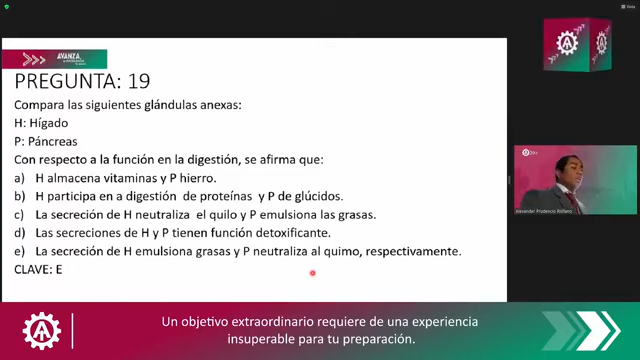 Vista
AVANZA
PREGUNTA: 19
Compara las siguientes glándulas anexas:
H: Hígado
P: Páncreas
Con respecto a la función en la digestión, se afirma que:
a) H almacena vitaminas y P hierro.
b) H participa en a digestión de proteínas y P de glúcidos.
c) La secreción de H neutraliza el quilo y P emulsiona las grasas.
d) Las secreciones de H y P tienen función detoxificante.
e) La secreción de H emulsiona grasas y P neutraliza al quimo, respectivamente.
CLAVE: E
Un objetivo extraordinario requiere de una experiencia
insuperable para tu preparación.